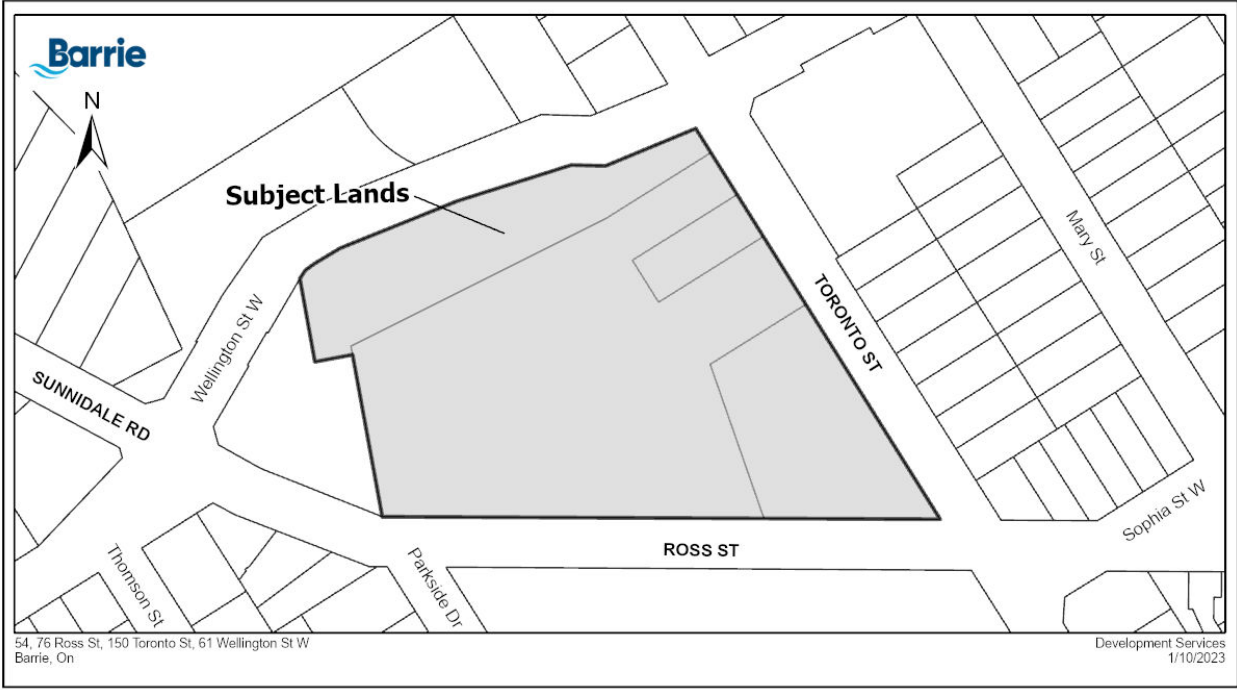 Barrie
N
Subject Lands
Mary St
TORONTO ST
Wellington St W
SUNNIDALE RD
Sophia St W
ROSS ST
Thomson St
Parkside Dr
54, 76 Ross St, 150 Toronto St, 61 Wellington St W
Barrie, On
Development Services
1/10/2023